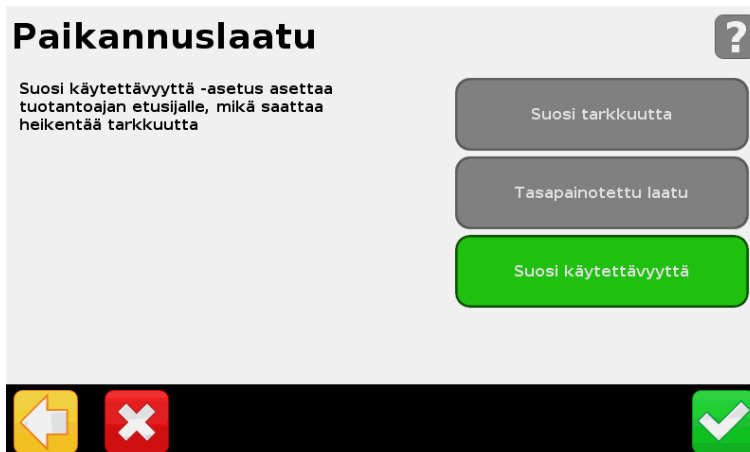 Paikannuslaatu
?
Suosi käytettävyyttä -asetus asettaa
tuotantoajan etusijalle, mikä saattaa
heikentää tarkkuutta
Suosi tarkkuutta
Tasapainotettu laatu
Suosi käytettävyyttä